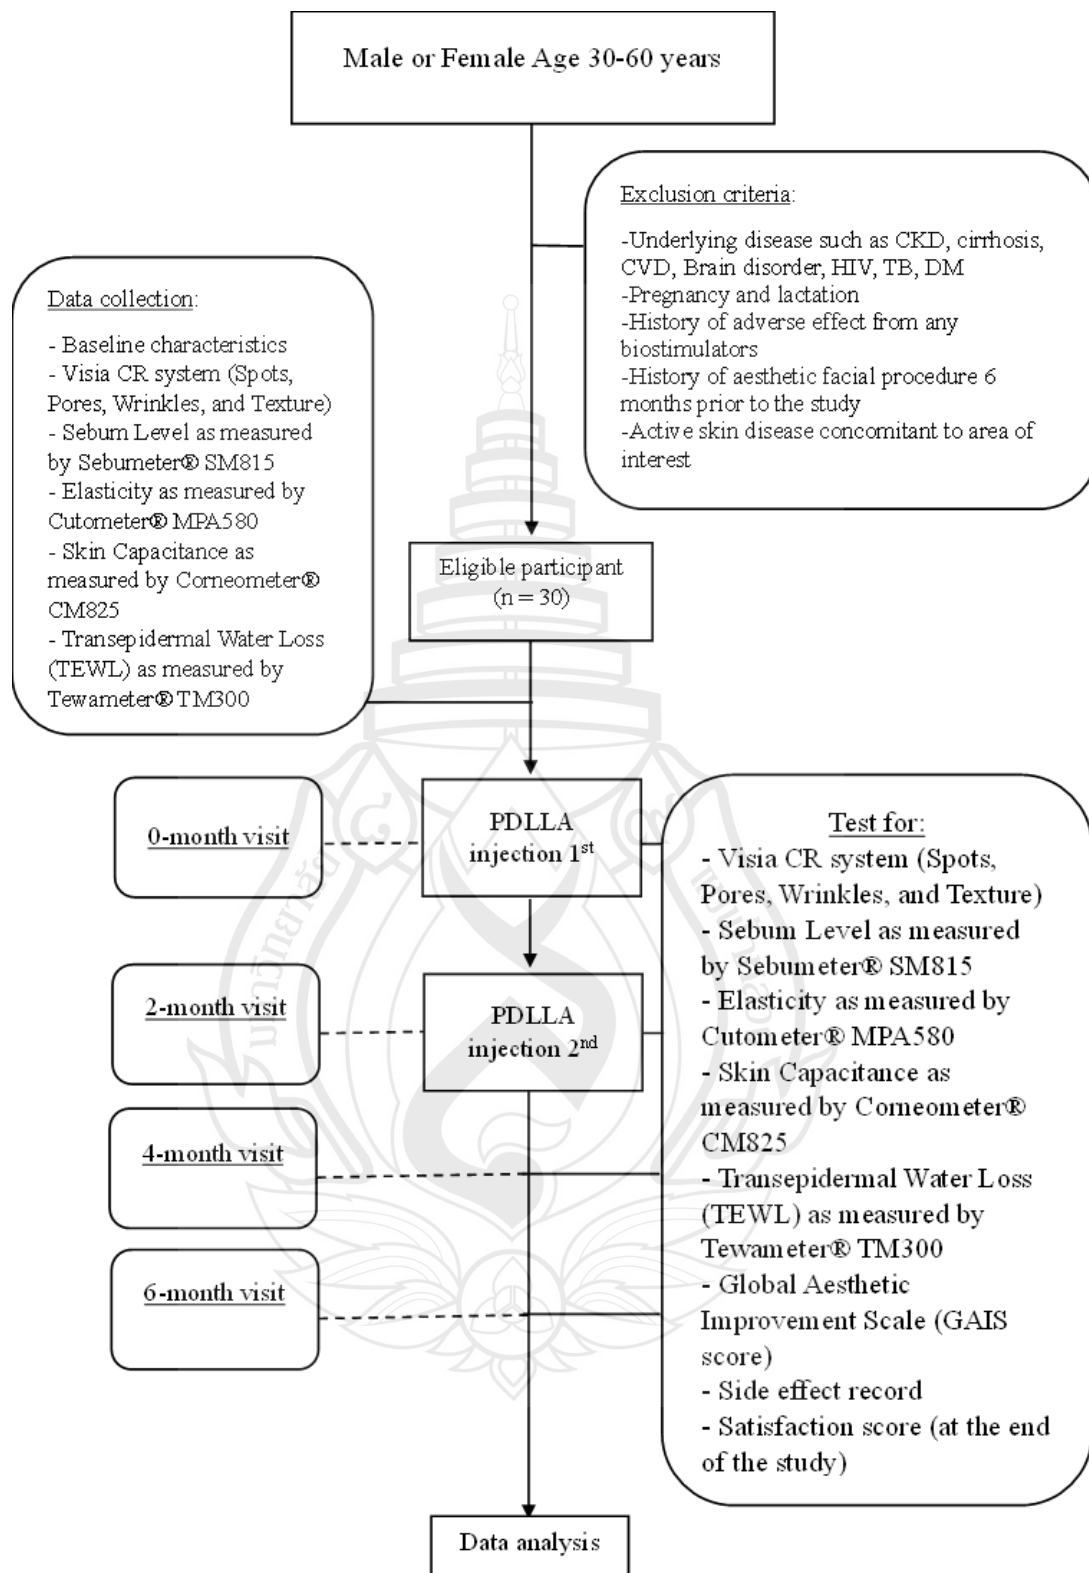 Male or Female Age 30-60 years
Exclusion criteria:
-Underlying disease such as CKD, cirrhosis,
CVD, Brain disorder, HIV, TB, DM
-Pregnancy and lactation
-History of adverse effect from any
biostimulators
-History of aesthetic facial procedure 6
months prior to the study
-Active skin disease concomitant to area of
interest
Data collection:
- Baseline characteristics
- Visia CR system (Spots,
Pores, Wrinkles, and Texture)
- Sebum Level as measured
by Sebumeter® SM815
- Elasticity as measured by
Cutometer® MPA580
- Skin Capacitance as
measured by Corneometer®
CM825
- Transepidermal Water Loss
(TEWL) as measured by
Tewameter® TM300
Eligible participant
(n = 30)
0-month visit
PDLLA
injection 1st
2-month visit
PDLLA
injection 2nd
4-month visit
6-month visit
Test for:
- Visia CR system (Spots,
Pores, Wrinkles, and Texture)
- Sebum Level as measured
by Sebumeter® SM815
- Elasticity as measured by
Cutometer® MPA580
- Skin Capacitance as
measured by Corneometer®
CM825
- Transepidermal Water Loss
(TEWL) as measured by
Tewameter® TM300
- Global Aesthetic
Improvement Scale (GAIS
score)
- Side effect record
- Satisfaction score (at the end
of the study)
Data analysis